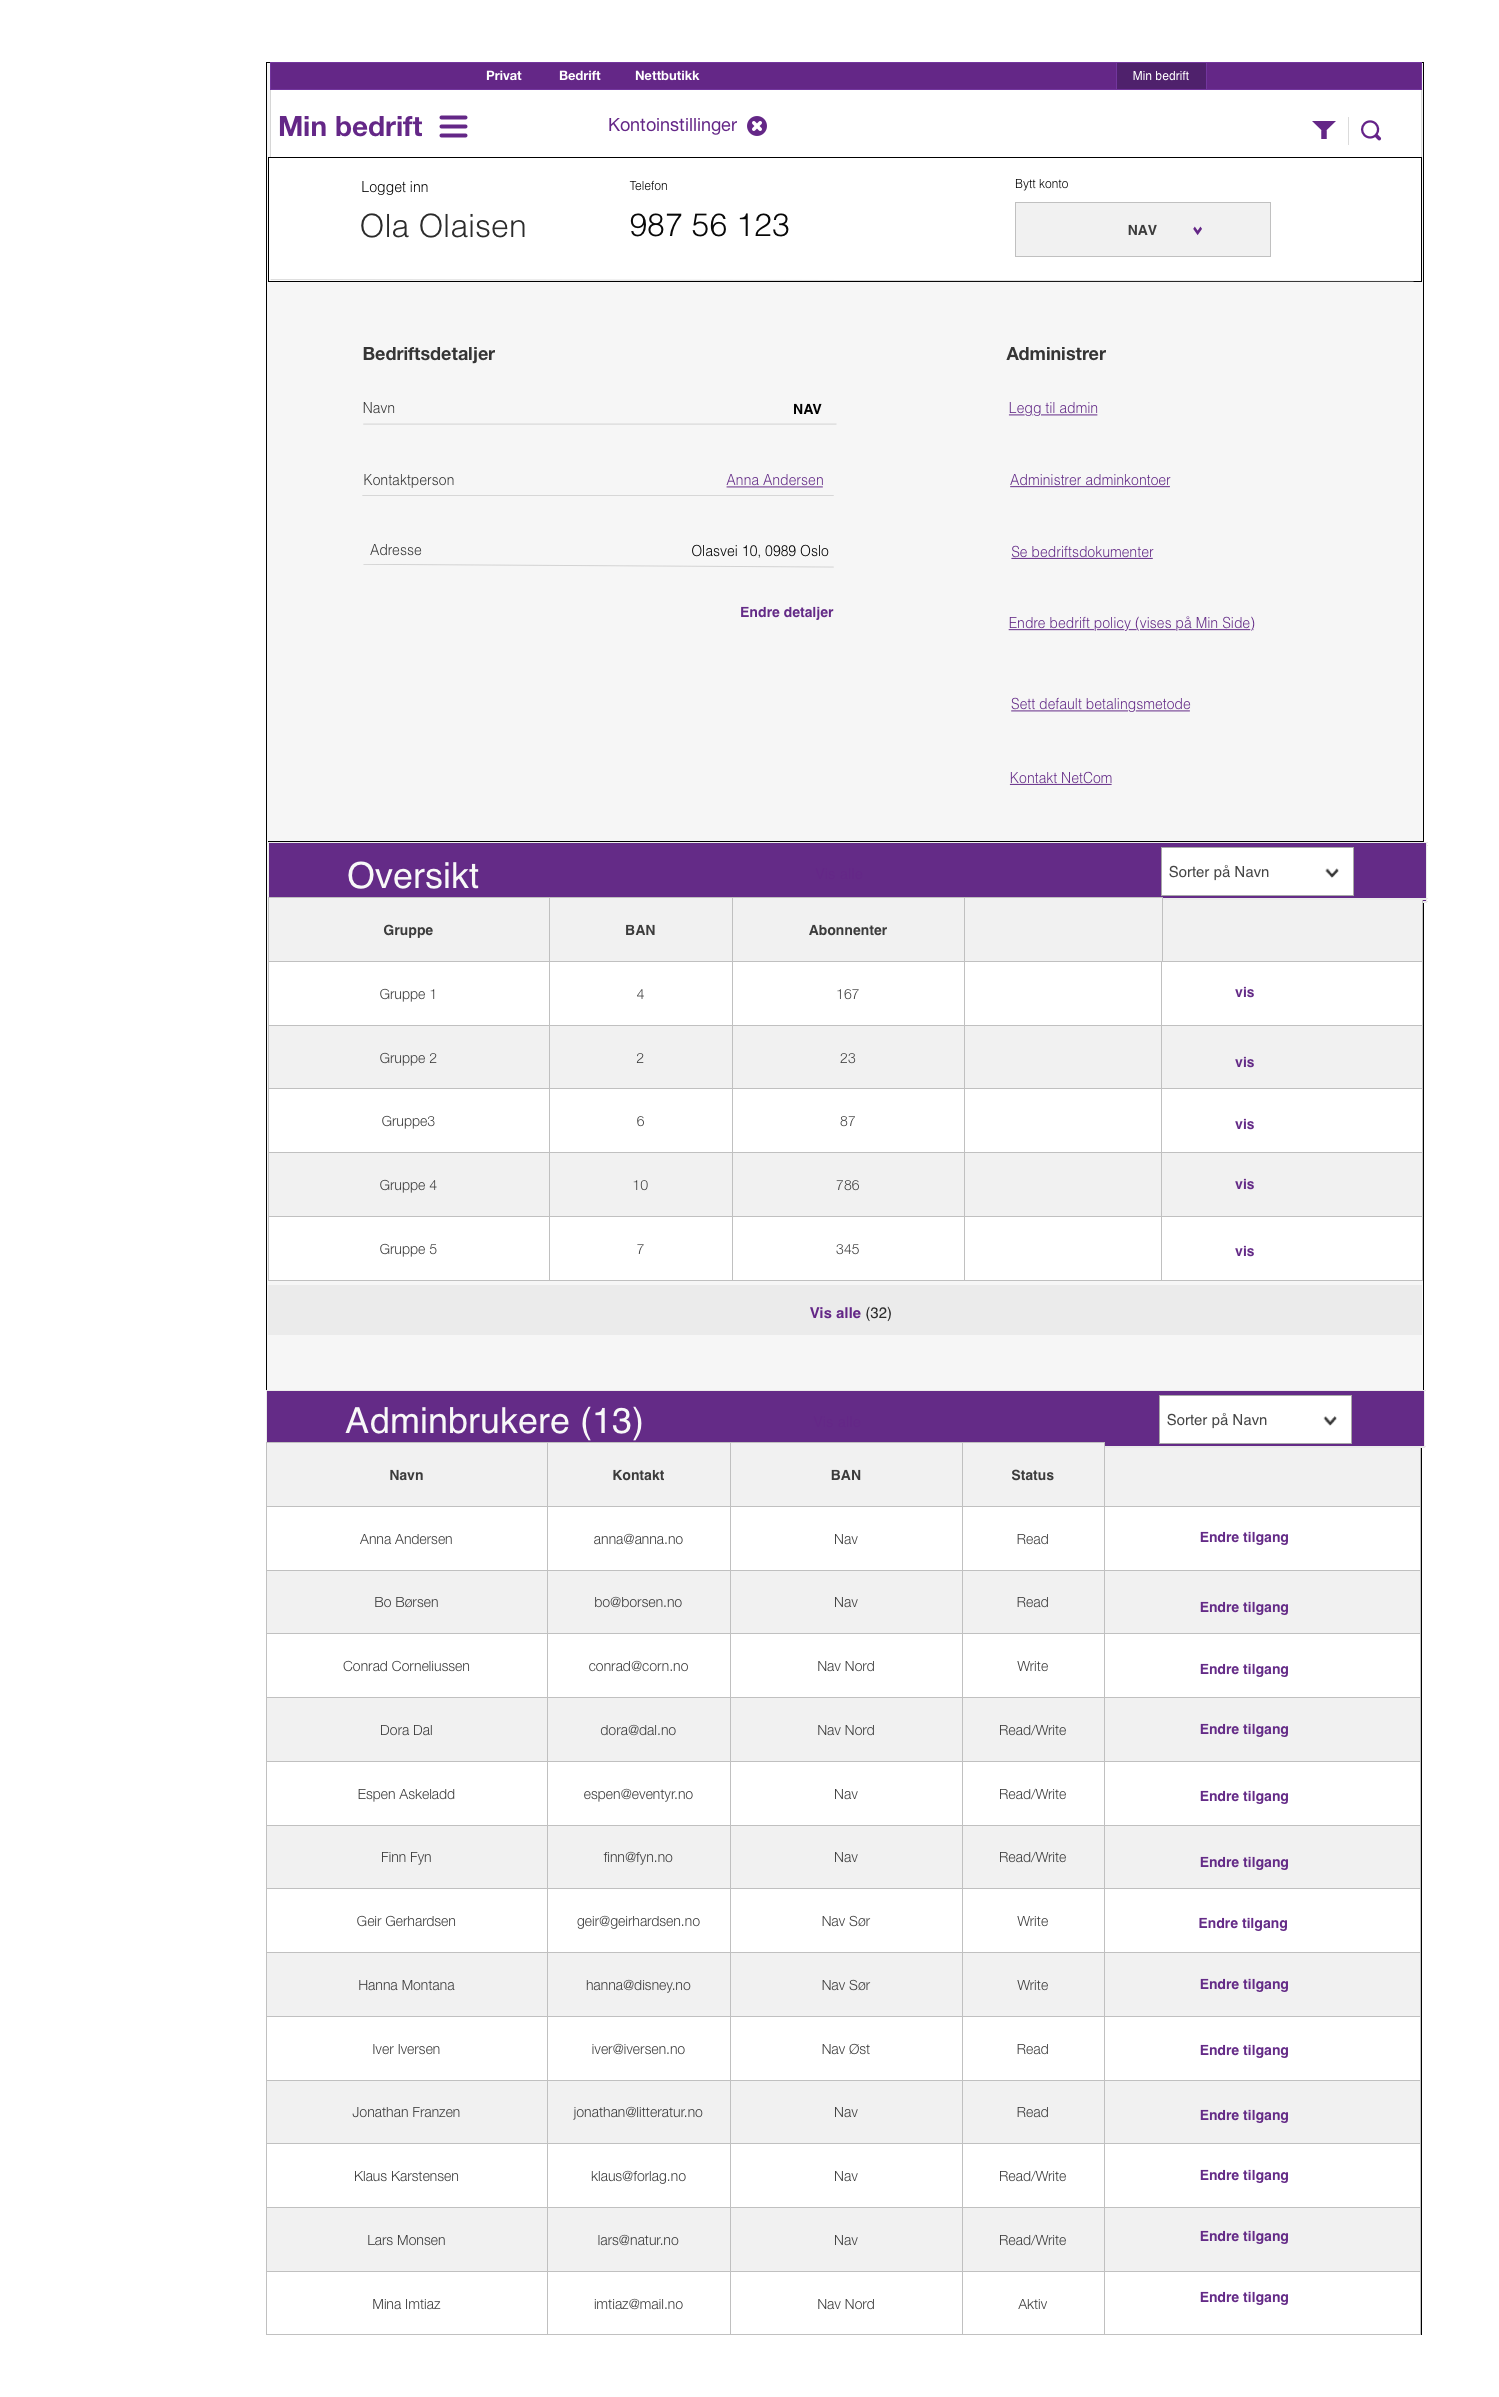 Privat Bedrift Nettbutikk Min bedrift
Min bedrift Kontoinstillinger
Logget inn Telefon Bytt konto
Ola Olaisen 987 56 123 NAV
Bedriftsdetaljer Administrer
Navn NAV Legg til admin
Kontaktperson Anna Andersen Administrer adminkontoer
Adresse Olasvei 10, 0989 Oslo Se bedriftsdokumenter
Endre detaljer Endre bedrift policy (vises på Min Side)
Sett default betalingsmetode
Kontakt NetCom
Oversikt Sorter på Navn
Gruppe BAN Abonnenter
Gruppe 1 4 167 vis
Gruppe 2 2 23 vis
Gruppe3 6 87 vis
Gruppe 4 10 786 vis
Gruppe 5 7 345 vis
Vis alle (32)
Adminbrukere (13) Sorter på Navn
Navn Kontakt BAN Status
Anna Andersen anna@anna.no Nav Read Endre tilgang
Bo Børsen bo@borsen.no Nav Read Endre tilgang
Conrad Corneliussen conrad@corn.no Nav Nord Write Endre tilgang
Dora Dal dora@dal.no Nav Nord Read/Write Endre tilgang
Espen Askeladd espen@eventyr.no Nav Read/Write Endre tilgang
Finn Fyn finn@fyn.no Nav Read/Write Endre tilgang
Geir Gerhardsen geir@geirhardsen.no Nav Sør Write Endre tilgang
Hanna Montana hanna@disney.no Nav Sør Write Endre tilgang
Iver Iversen iver@iversen.no Nav Øst Read Endre tilgang
Jonathan Franzen jonathan@litteratur.no Nav Read Endre tilgang
Klaus Karstensen klaus@forlag.no Nav Read/Write Endre tilgang
Lars Monsen lars@natur.no Nav Read/Write Endre tilgang
Mina Imtiaz imtiaz@mail.no Nav Nord Aktiv Endre tilgang